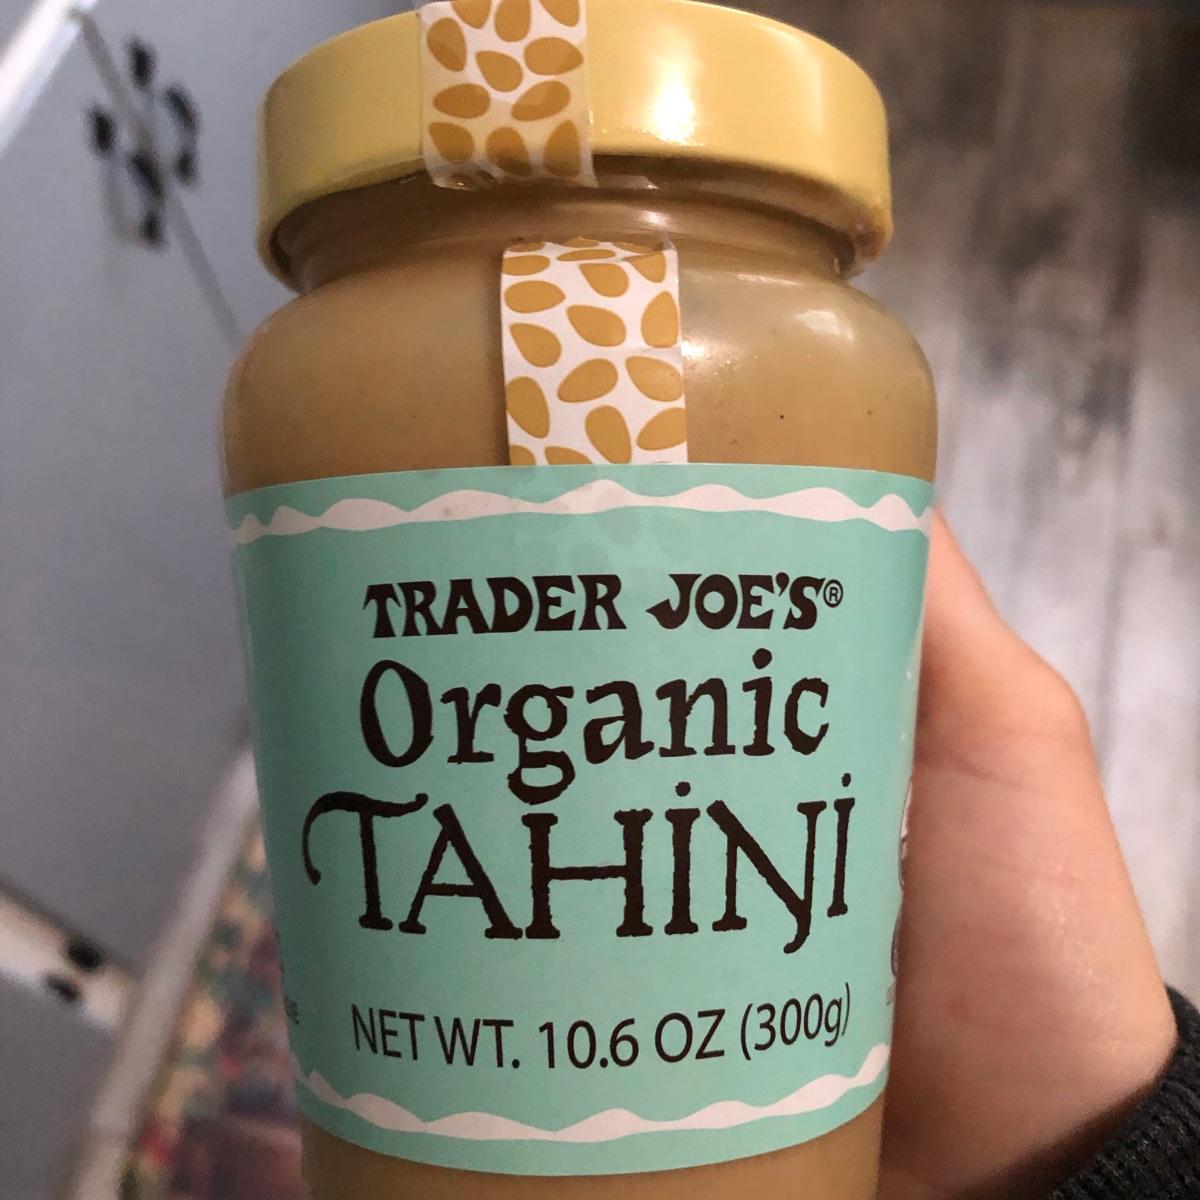 TRADER JOE'S®
Organic
TAHINI
NET WT. 10.6 OZ (300g)